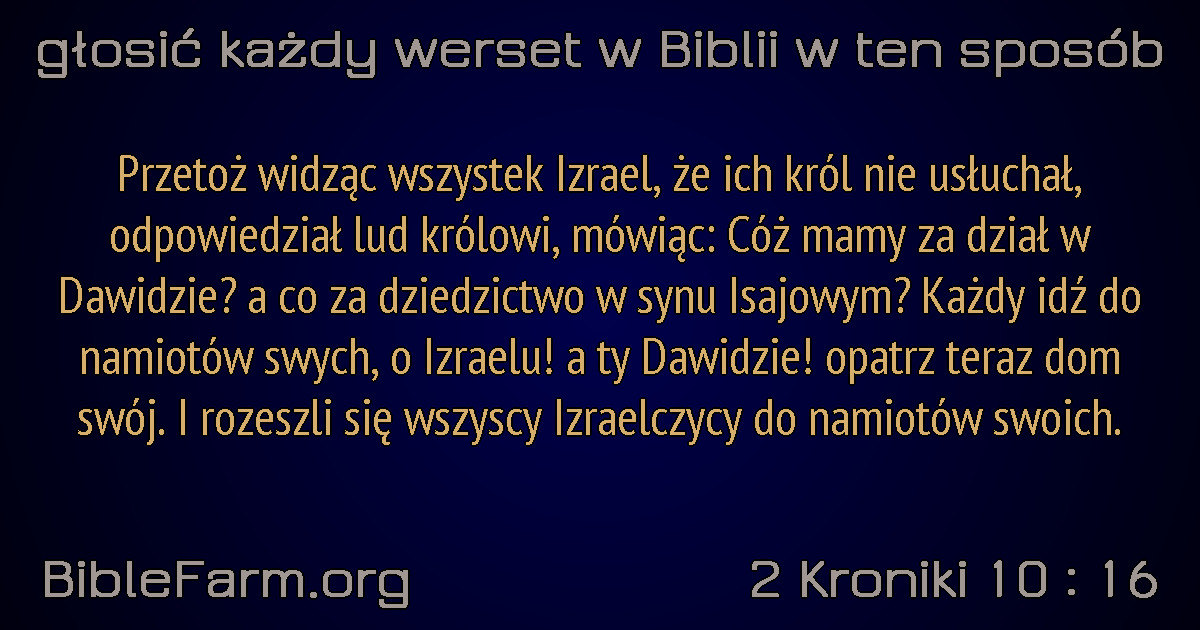 głosić każdy werset w Biblii w ten sposób
Przetoż widząc wszystek Izrael, że ich król nie usłuchał,
odpowiedział lud królowi, mówiąc: Cóż mamy za dział w
Dawidzie? a co za dziedzictwo w synu Isajowym? Każdy idź do
namiotów swych, o Izraelu! a ty Dawidzie! opatrz teraz dom
swój. I rozeszli się wszyscy Izraelczycy do namiotów swoich.
BibleFarm.org
2 Kroniki 10 : 16